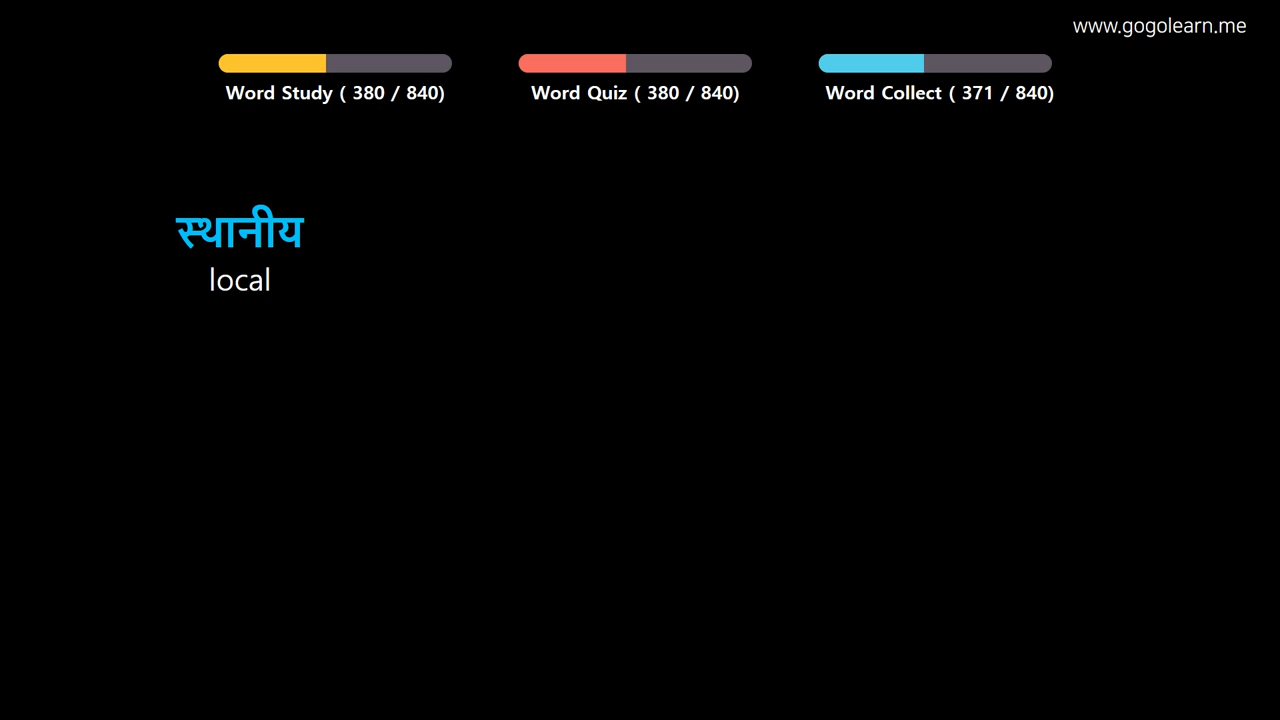 www.gogolearn.me
Word Study ( 380 / 840)
Word Quiz ( 380 / 840)
Word Collect ( 371 / 840)
स्थानीय
local